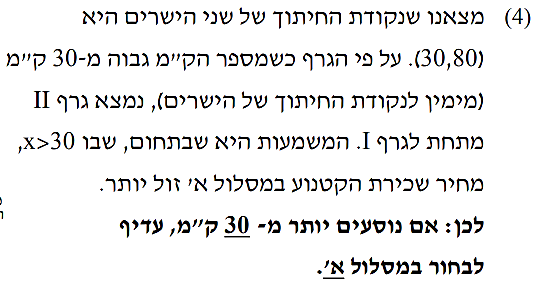 (4) מצאנו שנקודת החיתוך של שני הישרים היא
(30,80). על פי הגרף כשמספר הק״מ גבוה מ-30 ק״מ
(מימין לנקודת החיתוך של הישרים), נמצא גרף II
מתחת לגרף I. המשמעות היא שבתחום, שבו x>30,
מחיר שכירת הקטנוע במסלול א׳ זול יותר.
לכן: אם נוסעים יותר מ- 30 ק״מ, עדיף
לבחור במסלול א׳.